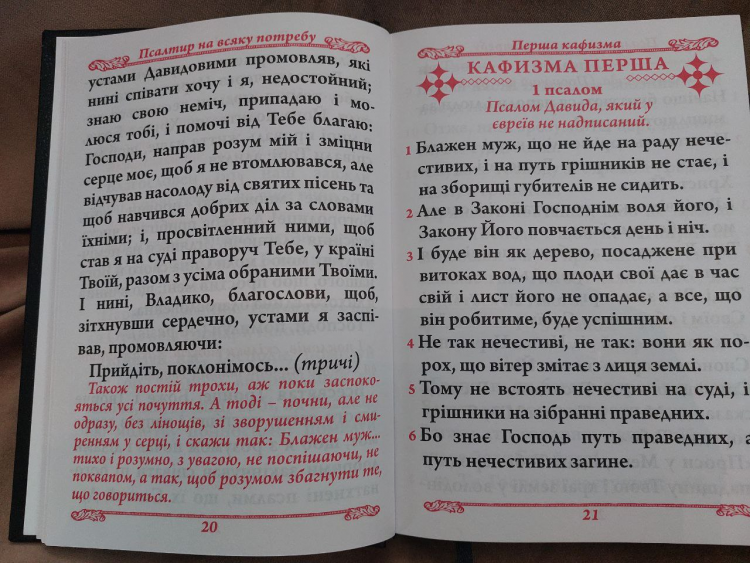 Псалтир на всяку потребу
устами Давидовими промовляв, які
нині співати хочу і я, недостойний;
знаю свою неміч, припадаю і мо-
люся тобі, і помочі від Тебе благаю:
Господи, направ розум мій і зміцни
серце моє, щоб я не втомлювався, але
відчував насолоду від святих пісень та
щоб навчився добрих діл за словами
їхніми; і, просвітлений ними, щоб
став я на суді праворуч Тебе, у країні
Твоїй, разом з усіма обраними Твоїми.
І нині, Владико, благослови, щоб,
зітхнувши сердечно, устами я заспі-
вав, промовляючи:
Прийдіть, поклонімось... (тричі)
Також постій трохи, аж поки заспоко-
яться усі почуття. А тоді – почни, але не
одразу, без лінощів, зі зворушенням і сми-
ренням у серці, і скажи так: Блажен муж...
тихо і розумно, з увагою, не поспішаючи, не
похапом, а так, щоб розумом збагнути те,
що говориться.
20
Перша кафизма
КАФИЗМА ПЕРША
1 псалом
Псалом Давида, який у
євреїв не надписаний.
1 Блажен муж, що не йде на раду нече-
стивих, і на путь грішників не стає, і
на зборищі губителів не сидить.
2 Але в Законі Господнім воля його, і
Закону Його повчається день і ніч.
3 І буде він як дерево, посаджене при
витоках вод, що плоди свої дає в час
свій і лист його не опадає, а все, що
він робитиме, буде успішним.
4 Не так нечестиві, не так: вони як по-
рох, що вітер змітає з лиця землі.
5 Тому не встоять нечестиві на суді, і
грішники на зібранні праведних.
6 Бо знає Господь путь праведних, а
путь нечестивих загине.
21